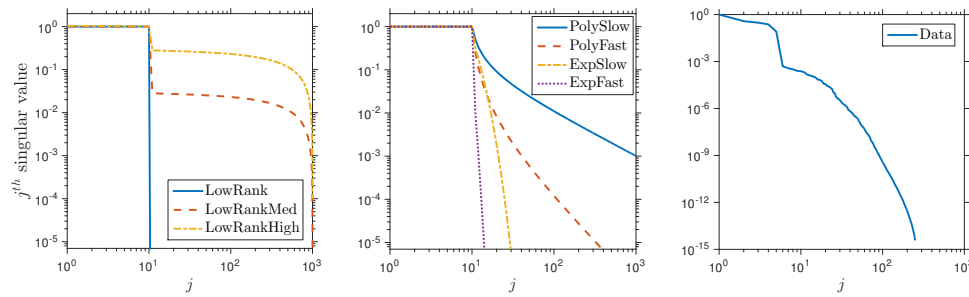 j^{th} singular value
10^0
10^{-1}
10^{-2}
10^{-3}
10^{-4}
10^{-5}
LowRank
LowRankMed
LowRankHigh
10^0 10^1 10^2 10^3
j
10^0
10^{-1}
10^{-2}
10^{-3}
10^{-4}
10^{-5}
PolySlow
PolyFast
ExpSlow
ExpFast
10^0 10^1 10^2 10^3
j
10^0
10^{-3}
10^{-6}
10^{-9}
10^{-12}
10^{-15}
Data
10^0 10^1 10^2 10^3
j